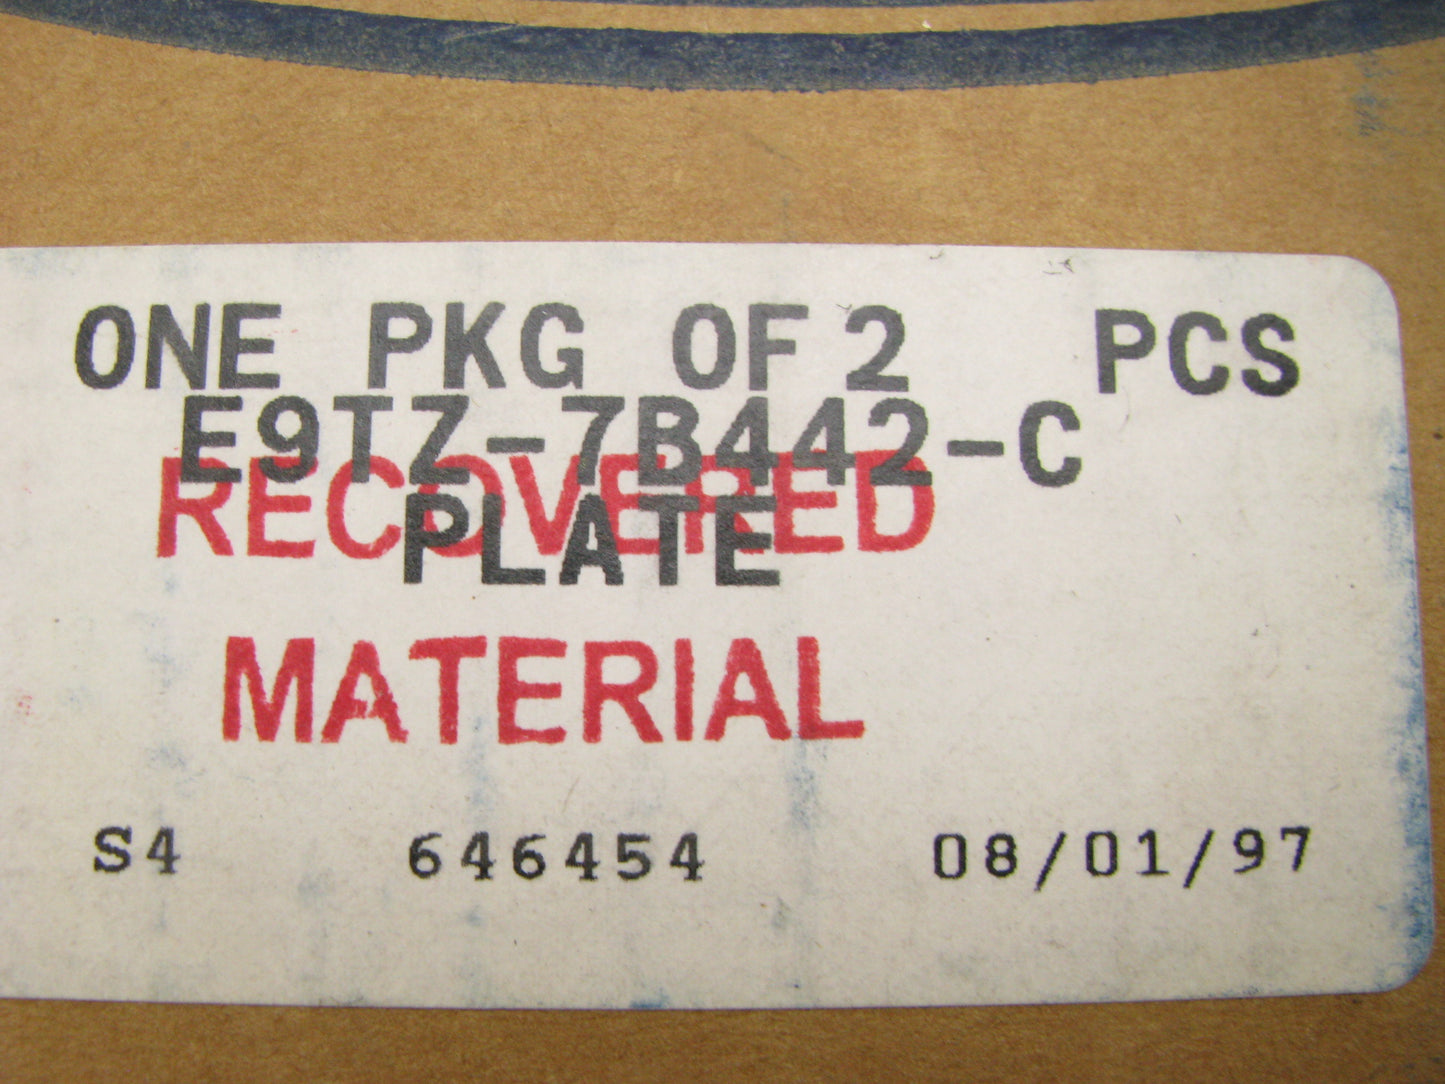 ONE PKG OF 2 PCS
E9TZ-7B442-C
RECOVERED
PLATE
MATERIAL
S4 646454 08/01/97